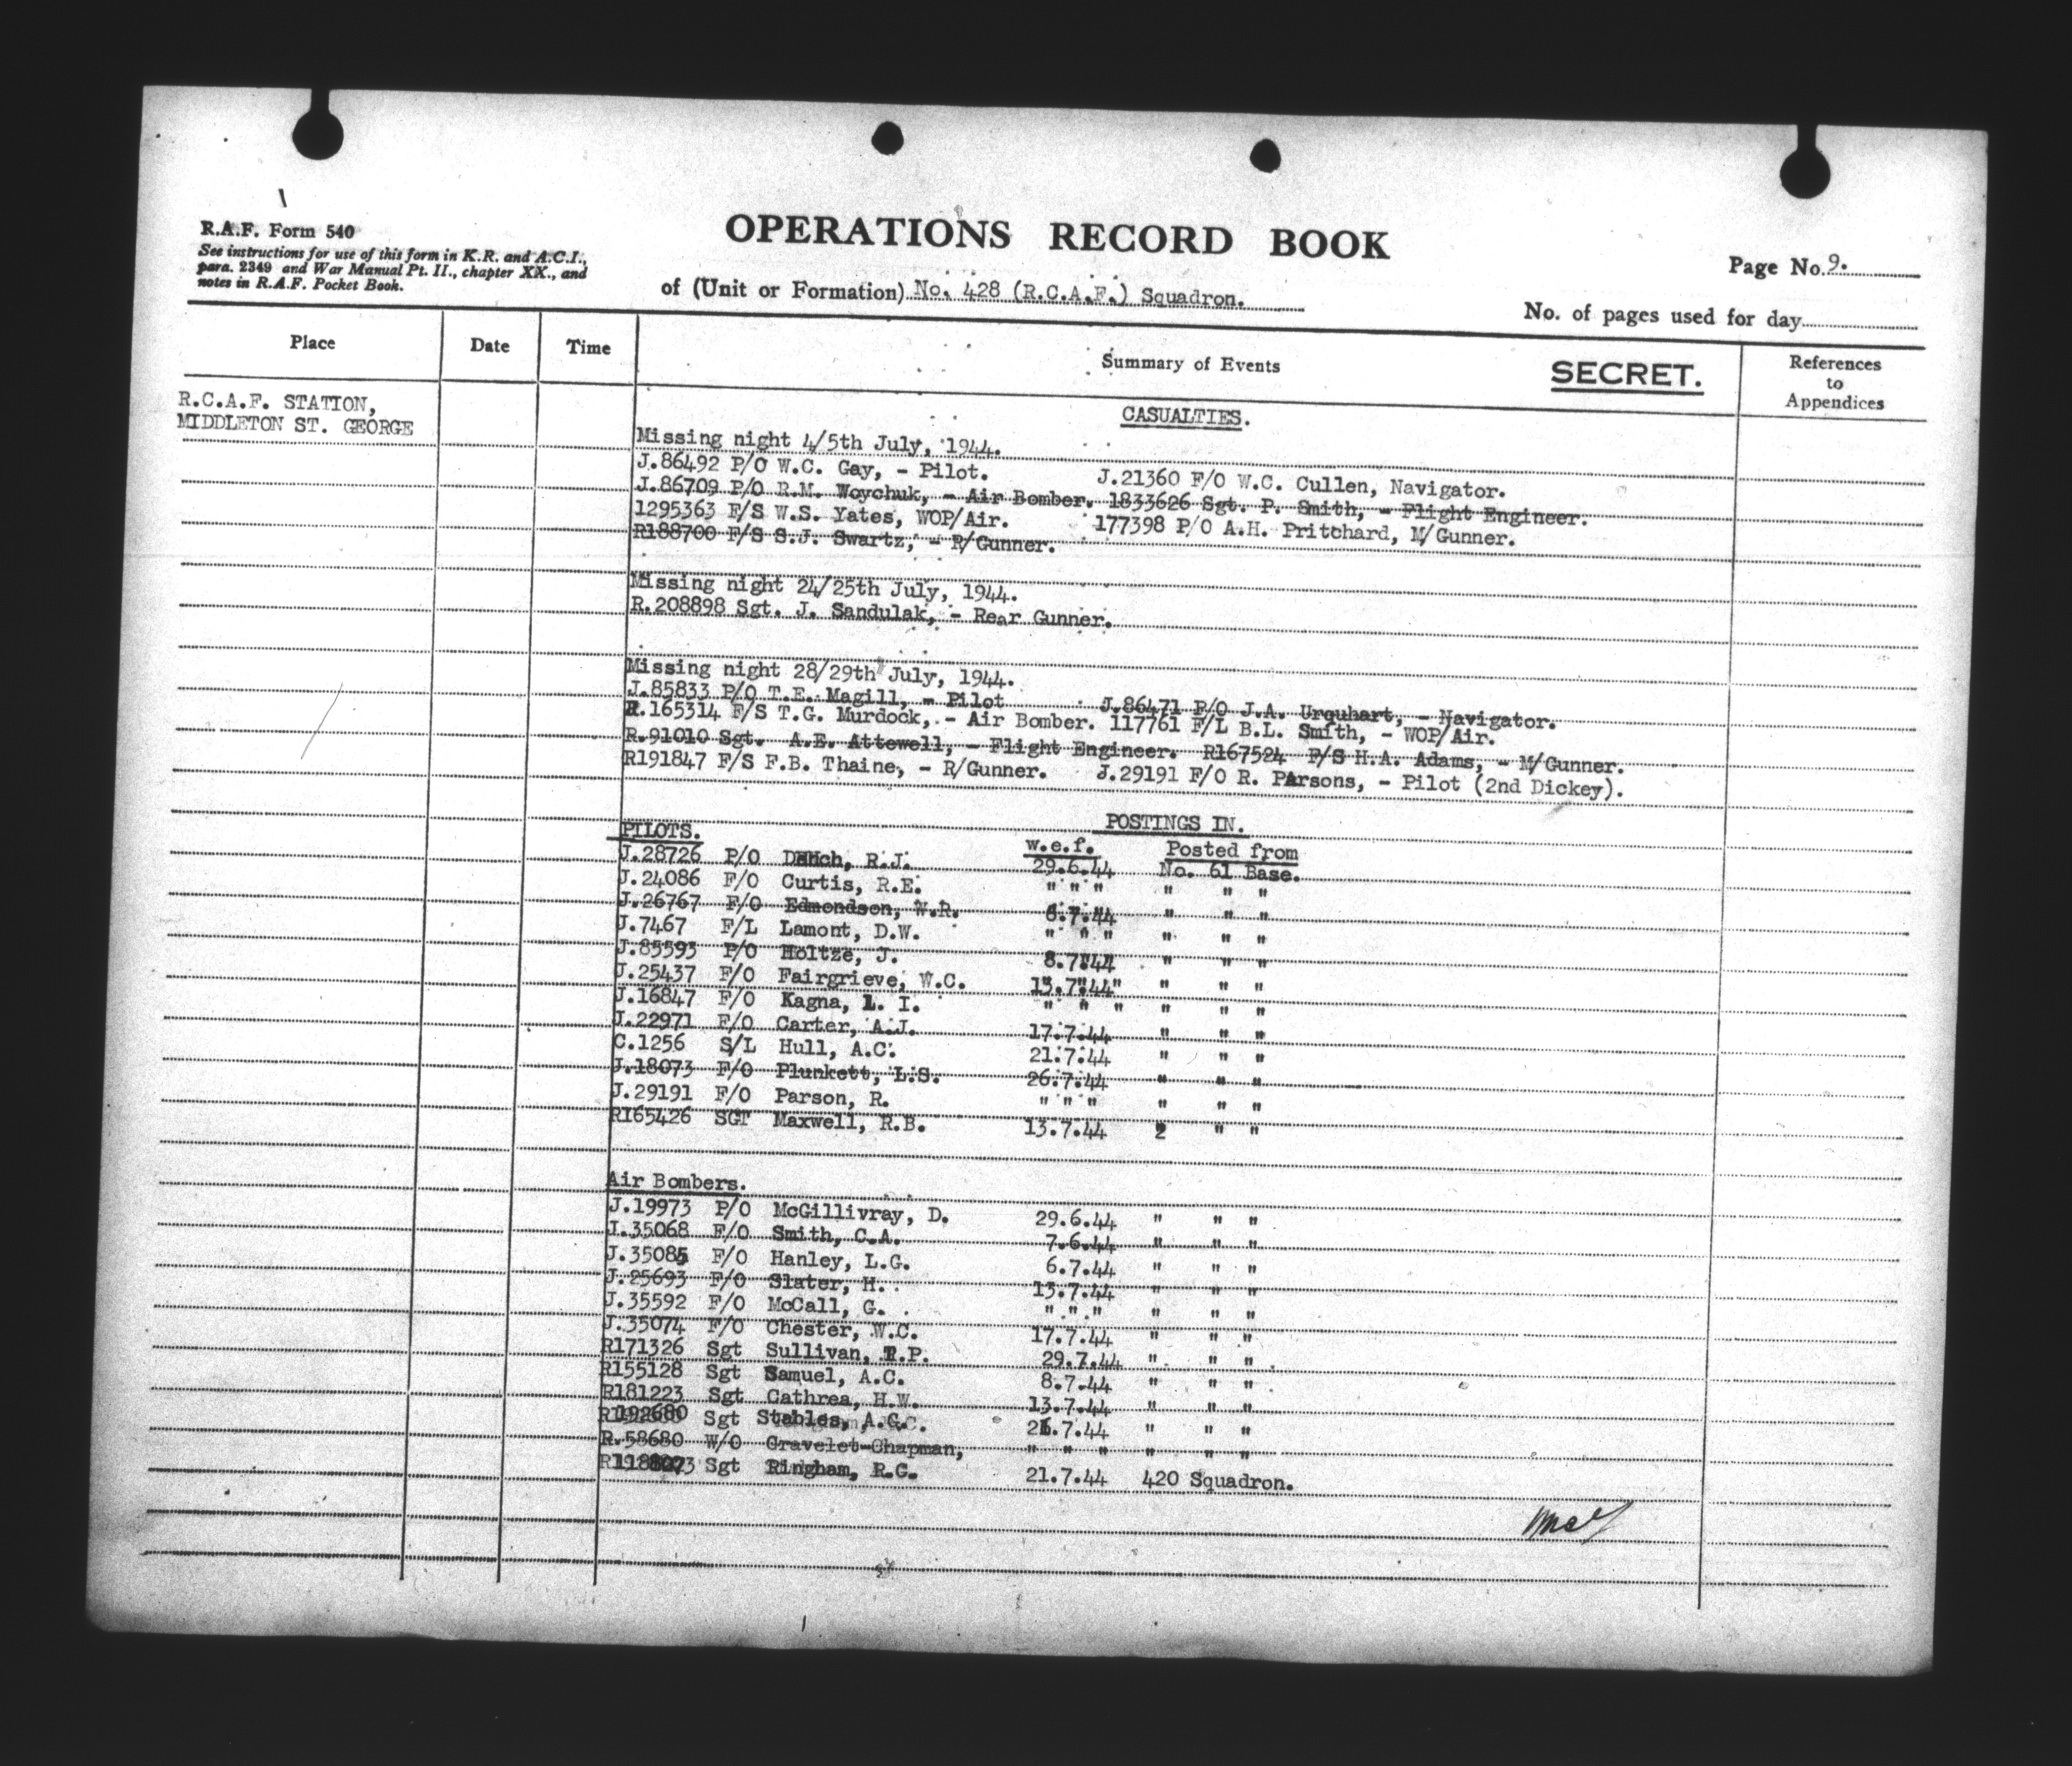 R.A.F. Form 540
See instructions for use of this form in K.R. and A.C.I.,
para. 2349 and War Manual Pt. II., chapter XX., and
notes in R.A.F. Pocket Book.
OPERATIONS RECORD BOOK
of (Unit or Formation) No. 428 (R.C.A.F.) Squadron.
Page No. 9.
No. of pages used for day
Place Date Time Summary of Events SECRET. References to Appendices
R.C.A.F. STATION,
MIDDLETON ST. GEORGE
CASUALTIES.
Missing night 4/5th July, 1944.
J.86492 P/O W.C. Gay, - Pilot. J.21360 F/O W.C. Cullen, Navigator.
J.86709 P/O R.M. Woychuk, - Air Bomber. 1833626 Sgt. P. Smith, - Flight Engineer.
1295363 F/S W.S. Yates, WOP/Air. 177398 P/O A.H. Pritchard, M/Gunner.
R188700 F/S S.J. Swartz, - R/Gunner.
Missing night 24/25th July, 1944.
R.208898 Sgt. J. Sandulak, - Rear Gunner.
Missing night 28/29th July, 1944.
J.85833 P/O T.E. Magill, - Pilot J.86471 P/O J.A. Urquhart, - Navigator.
R.165314 F/S T.G. Murdock, - Air Bomber. 117761 F/L B.L. Smith, - WOP/Air.
R.91010 Sgt. A.E. Attewell, - Flight Engineer. R167524 F/S H.A. Adams, - M/Gunner.
R191847 F/S F.B. Thaine, - R/Gunner. J.29191 F/O R. Parsons, - Pilot (2nd Dickey).
POSTINGS IN.
PILOTS. w.e.f. Posted from
J.28726 P/O R.J. 29.6.44 No. 61 Base.
J.24086 F/O Curtis, R.E. " " " " " "
J.26767 F/O Edmondson, W.R. 6.7.44 " " "
J.7467 F/L Lamont, D.W. " " " " " "
J.85593 P/O Holtze, J. 8.7.44 " " "
J.25437 F/O Fairgrieve, W.C. 13.7.44 " " "
J.16847 F/O Kagna, L. I. " " " " " "
J.22971 F/O Carter, A.J. 17.7.44 " " "
C.1256 S/L Hull, A.C. 21.7.44 " " "
J.18073 F/O Plunkett, L.S. 26.7.44 " " "
J.29191 F/O Parson, R. " " " " " "
R165426 SGT Maxwell, R.B. 13.7.44 " "
Air Bombers.
J.19973 P/O McGillivray, D. 29.6.44 " " "
J.35068 F/O Smith, C.A. 7.6.44 " " "
J.35085 F/O Hanley, L.G. 6.7.44 " " "
J.25693 F/O Slater, H. 13.7.44 " " "
J.35592 F/O McCall, G. " " " " " "
J.35074 F/O Chester, W.C. 17.7.44 " " "
R171326 Sgt Sullivan, T.P. 29.7.44 " " "
R155128 Sgt Samuel, A.C. 8.7.44 " " "
R181223 Sgt Cathrea, H.W. 13.7.44 " " "
Sgt Stables, A.G. 26.7.44 " " "
R.58680 W/O Gravelet-Chapman, " " " " " "
Sgt R.G. 21.7.44 420 Squadron.